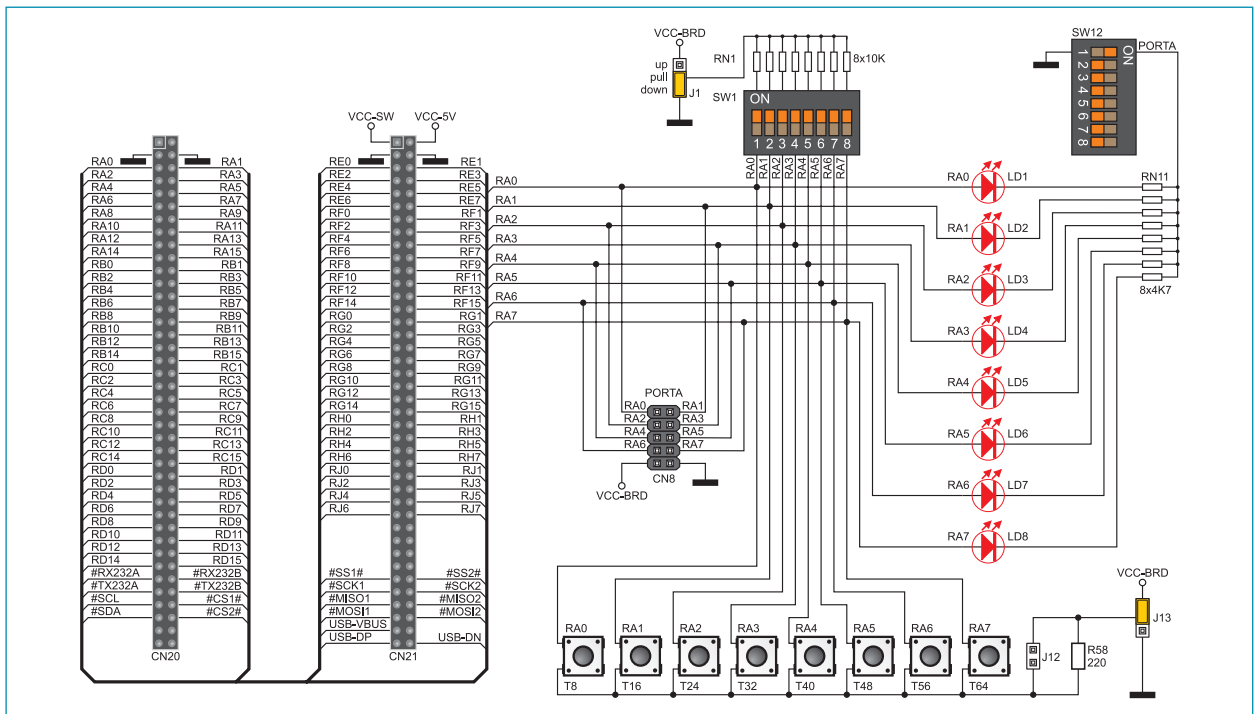 VCC-BRD
up
pull
down
J1
RN1
8x10K
SW1
ON
1 2 3 4 5 6 7 8
RA0 RA1 RA2 RA3 RA4 RA5 RA6 RA7
SW12
PORTA
ON
1
2
3
4
5
6
7
8
VCC-SW VCC-5V
RA0 RA1
RA2 RA3
RA4 RA5
RA6 RA7
RA8 RA9
RA10 RA11
RA12 RA13
RA14 RA15
RB0 RB1
RB2 RB3
RB4 RB5
RB6 RB7
RB8 RB9
RB10 RB11
RB12 RB13
RB14 RB15
RC0 RC1
RC2 RC3
RC4 RC5
RC6 RC7
RC8 RC9
RC10 RC11
RC12 RC13
RC14 RC15
RD0 RD1
RD2 RD3
RD4 RD5
RD6 RD7
RD8 RD9
RD10 RD11
RD12 RD13
RD14 RD15
#RX232A #RX232B
#TX232A #TX232B
#SCL #CS1#
#SDA #CS2#
CN20
RE0 RE1
RE2 RE3
RE4 RE5
RE6 RE7
RF0 RF1
RF2 RF3
RF4 RF5
RF6 RF7
RF8 RF9
RF10 RF11
RF12 RF13
RF14 RF15
RG0 RG1
RG2 RG3
RG4 RG5
RG6 RG7
RG8 RG9
RG10 RG11
RG12 RG13
RG14 RG15
RH0 RH1
RH2 RH3
RH4 RH5
RH6 RH7
RJ0 RJ1
RJ2 RJ3
RJ4 RJ5
RJ6 RJ7
#SS1# #SS2#
#SCK1 #SCK2
#MISO1 #MISO2
#MOSI1 #MOSI2
USB-VBUS
USB-DP USB-DN
CN21
RA0
RA1
RA2
RA3
RA4
RA5
RA6
RA7
PORTA
RA0 RA1
RA2 RA3
RA4 RA5
RA6 RA7
CN8
VCC-BRD
RA0 LD1
RA1 LD2
RA2 LD3
RA3 LD4
RA4 LD5
RA5 LD6
RA6 LD7
RA7 LD8
RN11
8x4K7
RA0 RA1 RA2 RA3 RA4 RA5 RA6 RA7
T8 T16 T24 T32 T40 T48 T56 T64
J12
R58
220
VCC-BRD
J13